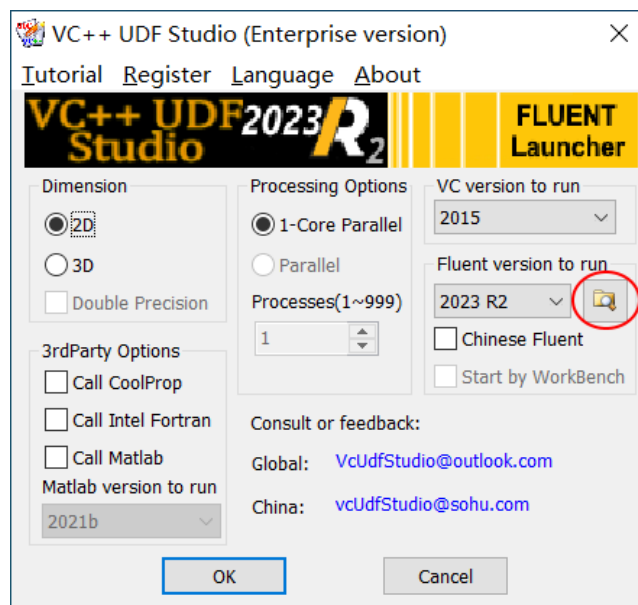 VC++ UDF Studio (Enterprise version)
Tutorial Register Language About
VC++ UDF Studio 2023R2
FLUENT
Launcher
Dimension
2D
3D
Double Precision
3rdParty Options
Call CoolProp
Call Intel Fortran
Call Matlab
Matlab version to run
2021b
Processing Options
1-Core Parallel
Parallel
Processes(1~999)
1
VC version to run
2015
Fluent version to run
2023 R2
Chinese Fluent
Start by WorkBench
Consult or feedback:
Global: VcUdfStudio@outlook.com
China: vcUdfStudio@sohu.com
OK
Cancel